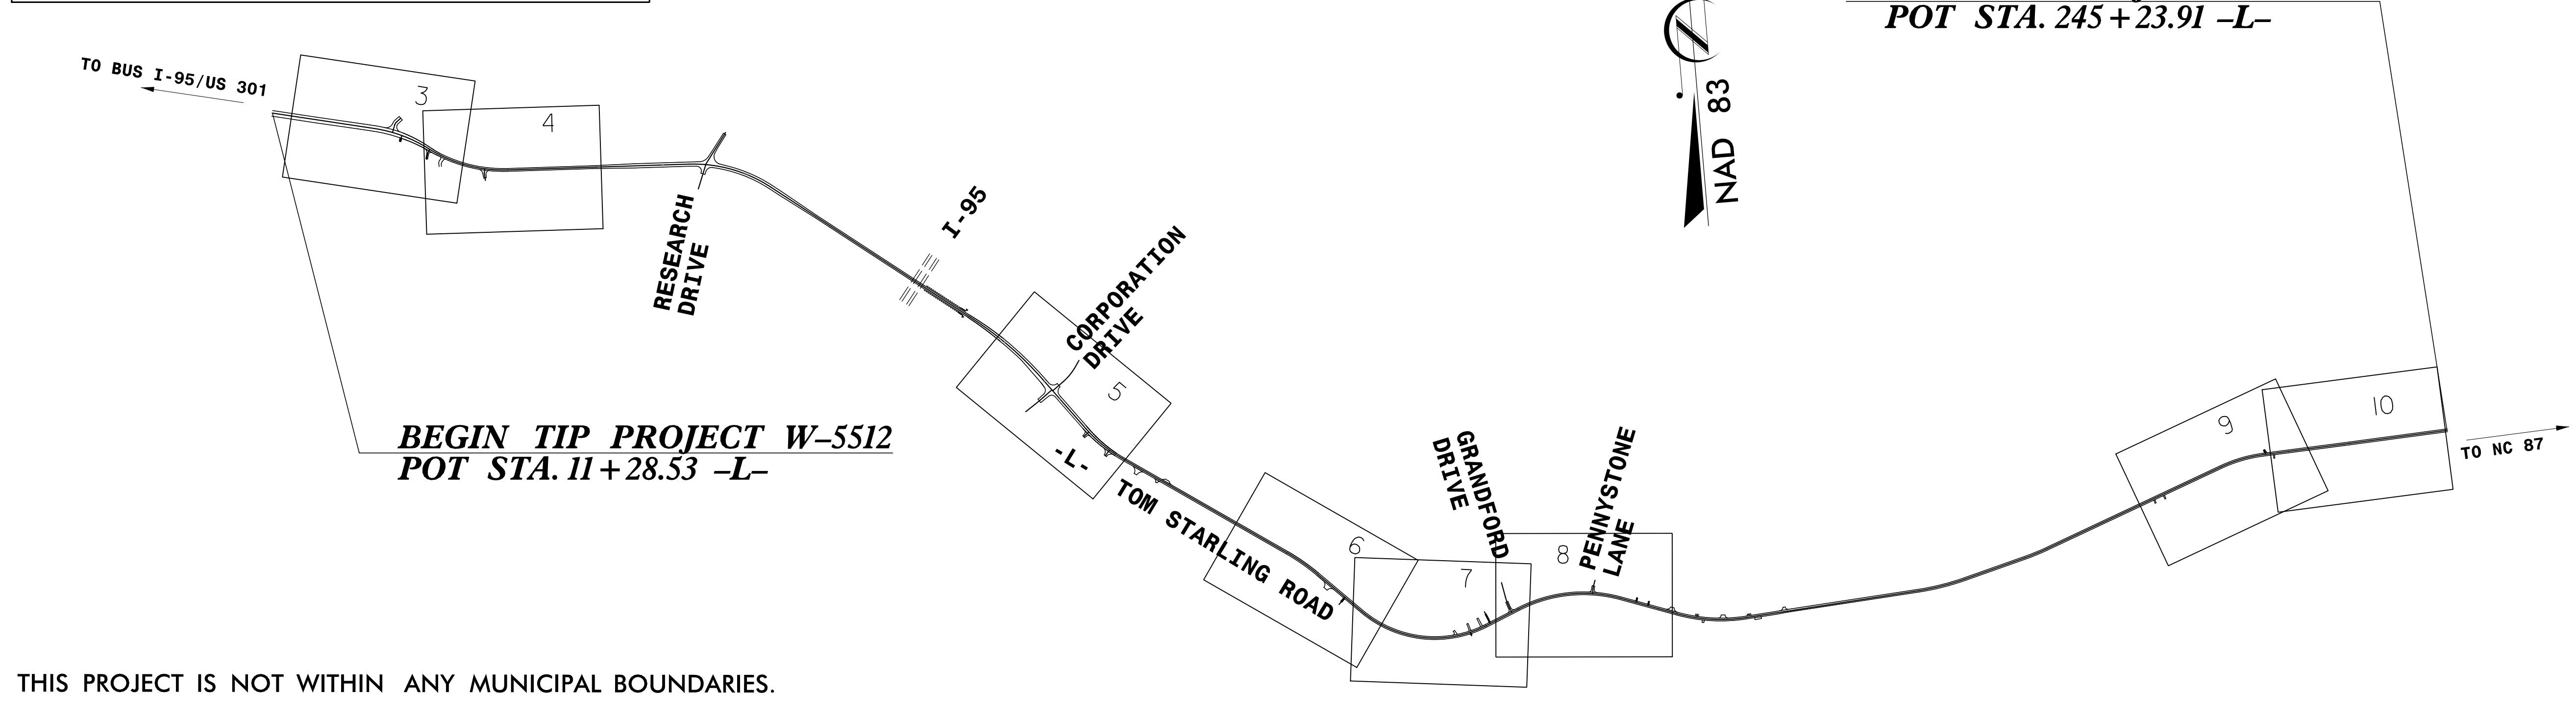 POT STA. 245+23.91 –L–
TO BUS I-95/US 301
3
4
NAD 83
RESEARCH
DRIVE
I-95
CORPORATION
DRIVE
5
-L-
BEGIN TIP PROJECT W–5512
POT STA. 11+28.53 –L–
TOM STARLING ROAD
6
7
GRANDFORD
DRIVE
8
PENNYSTONE
LANE
9
10
TO NC 87
THIS PROJECT IS NOT WITHIN ANY MUNICIPAL BOUNDARIES.